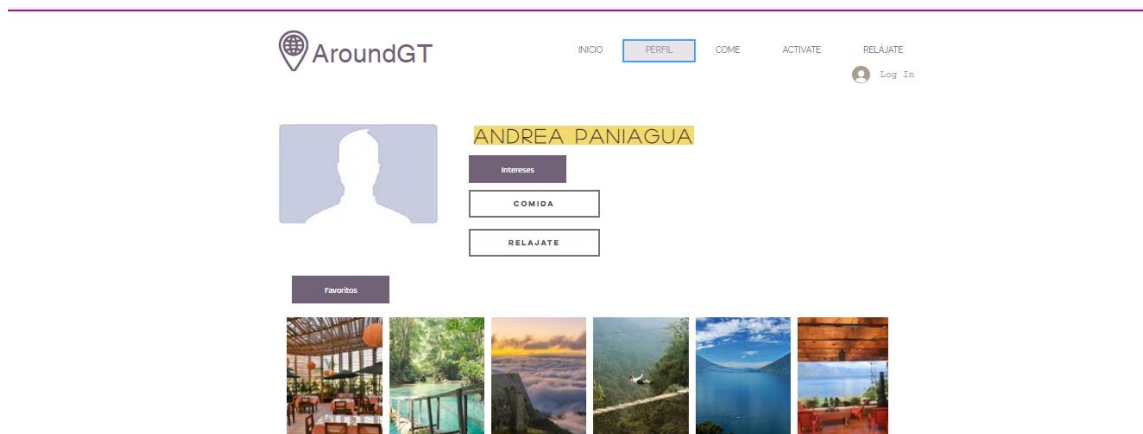 AroundGT
INICIO PERFIL COME ACTIVATE RELÁJATE
Log In
ANDREA PANIAGUA
Intereses
COMIDA
RELAJATE
Favoritos